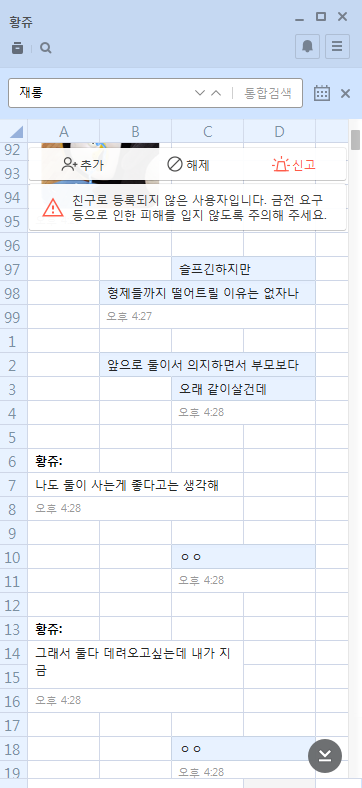 황쥬
재롱
통합검색
A B C D
92
추가 해제 신고
93
친구로 등록되지 않은 사용자입니다. 금전 요구
등으로 인한 피해를 입지 않도록 주의해 주세요.
94
95
96
97 슬프긴하지만
98 형제들까지 떨어트릴 이유는 없자나
99 오후 4:27
1
2 앞으로 둘이서 의지하면서 부모보다
3 오래 같이살건데
4 오후 4:28
5
6 황쥬:
7 나도 둘이 사는게 좋다고는 생각해
8 오후 4:28
9
10 ㅇㅇ
11 오후 4:28
12
13 황쥬:
14 그래서 둘다 데려오고싶는데 내가 지
15 금
16 오후 4:28
17
18 ㅇㅇ
19 오후 4:28